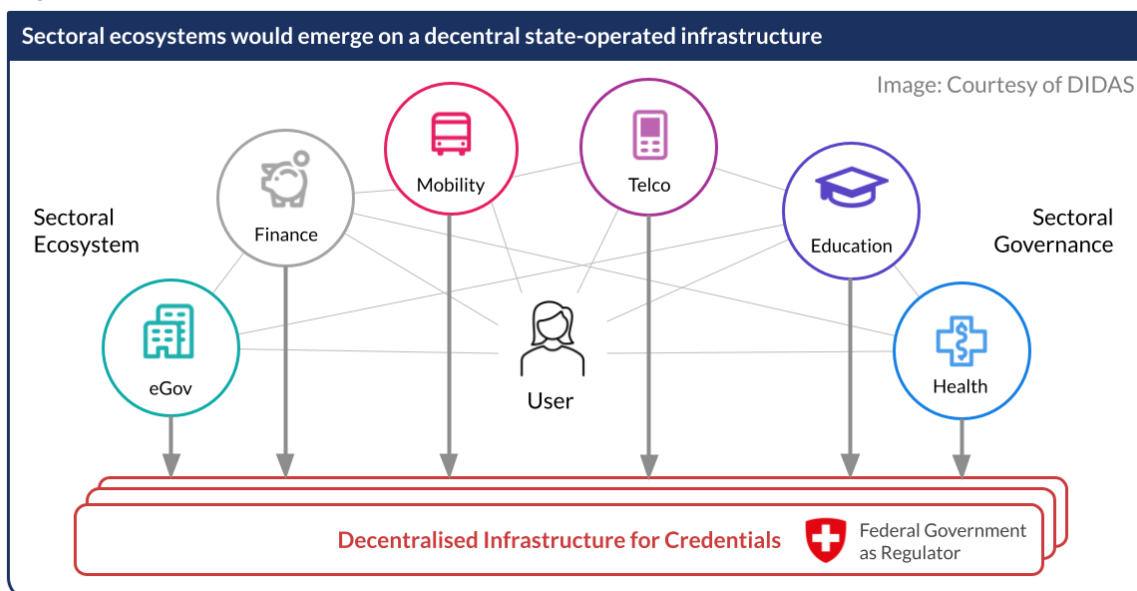 Sectoral ecosystems would emerge on a decentral state-operated infrastructure
Image: Courtesy of DIDAS
Mobility
Telco
Finance
Education
Sectoral
Ecosystem
Sectoral
Governance
eGov
User
Health
Decentralised Infrastructure for Credentials
Federal Government
as Regulator